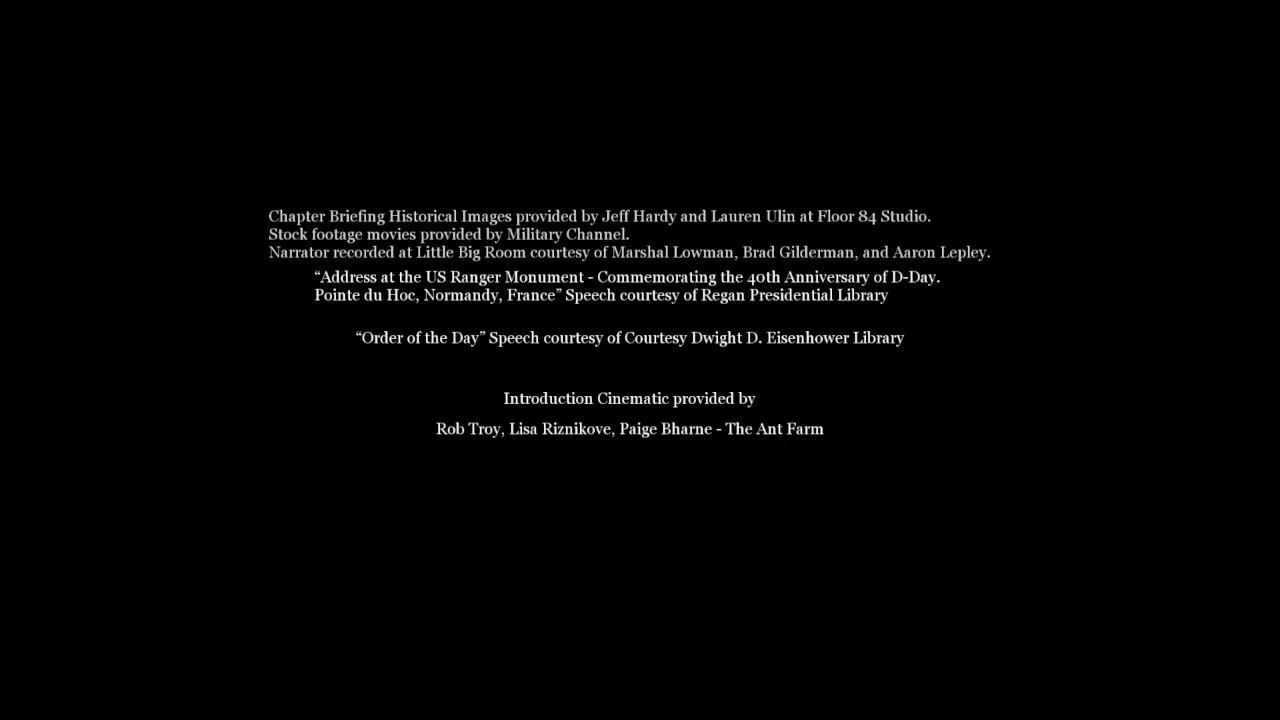 Chapter Briefing Historical Images provided by Jeff Hardy and Lauren Ulin at Floor 84 Studio.
Stock footage movies provided by Military Channel.
Narrator recorded at Little Big Room courtesy of Marshal Lowman, Brad Gilderman, and Aaron Lepley.
“Address at the US Ranger Monument - Commemorating the 40th Anniversary of D-Day.
Pointe du Hoc, Normandy, France” Speech courtesy of Regan Presidential Library
“Order of the Day” Speech courtesy of Courtesy Dwight D. Eisenhower Library
Introduction Cinematic provided by
Rob Troy, Lisa Riznikove, Paige Bharne - The Ant Farm